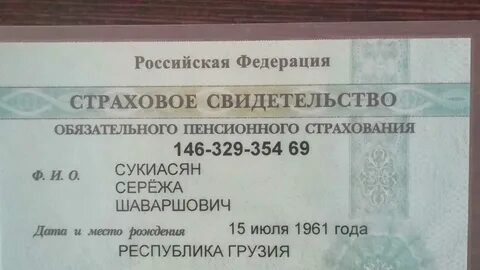 Российская Федерация
СТРАХОВОЕ СВИДЕТЕЛЬСТВО
ОБЯЗАТЕЛЬНОГО ПЕНСИОННОГО СТРАХОВАНИЯ
146-329-354 69
Ф. И. О. СУКИАСЯН
СЕРЁЖА
ШАВАРШОВИЧ
Дата и место рождения 15 июля 1961 года
РЕСПУБЛИКА ГРУЗИЯ